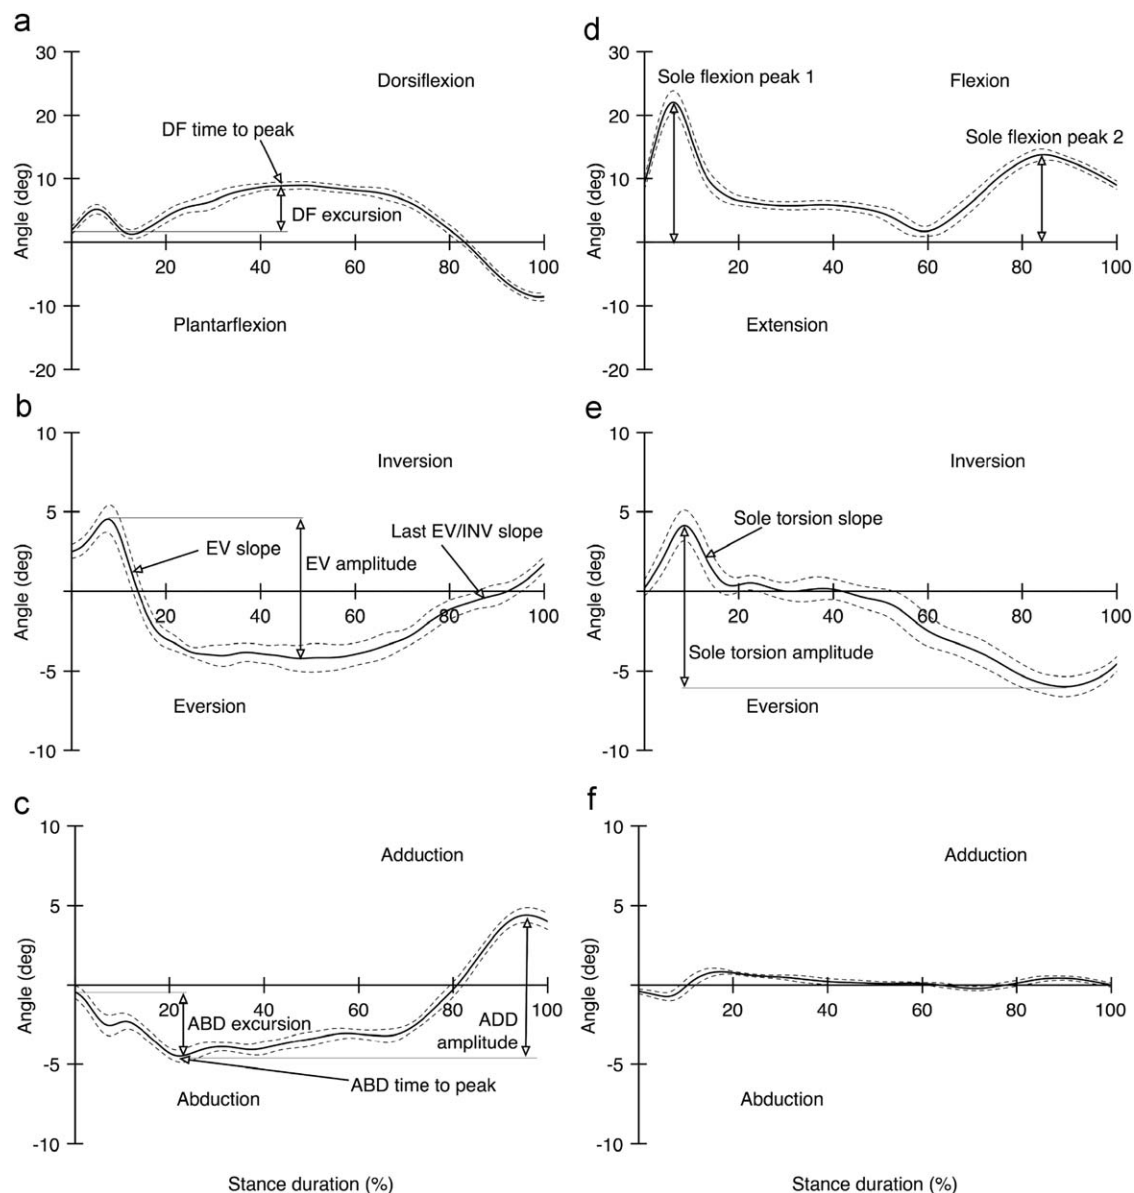 a
30
20
10
-10
-20
20
40
60
80
100
Angle (deg)
Dorsiflexion
DF time to peak
DF excursion
Plantarflexion
d
30
20
10
-10
-20
20
40
60
80
100
Angle (deg)
Sole flexion peak 1
Flexion
Sole flexion peak 2
Extension
b
10
5
-5
-10
20
40
60
80
100
Angle (deg)
Inversion
EV slope
EV amplitude
Last EV/INV slope
Eversion
e
10
5
-5
-10
20
40
60
80
100
Angle (deg)
Inversion
Sole torsion slope
Sole torsion amplitude
Eversion
c
10
5
-5
-10
20
40
60
80
100
Angle (deg)
Adduction
ABD excursion
ADD
amplitude
ABD time to peak
Abduction
Stance duration (%)
f
10
5
-5
-10
20
40
60
80
100
Angle (deg)
Adduction
Abduction
Stance duration (%)